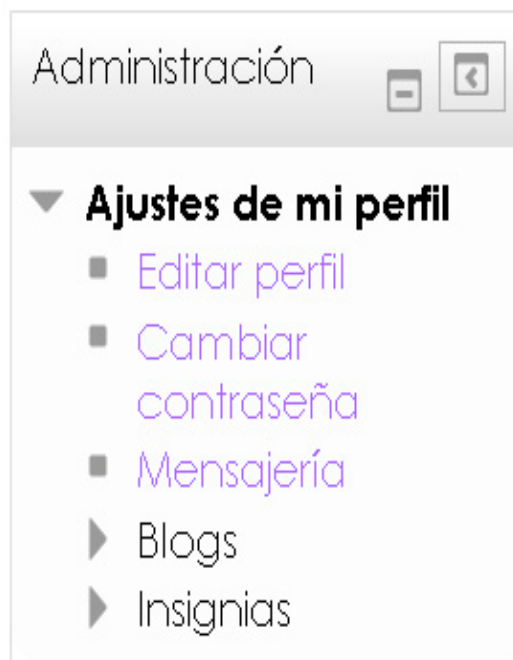 Administración
Ajustes de mi perfil
Editar perfil
Cambiar
contraseña
Mensajería
Blogs
Insignias